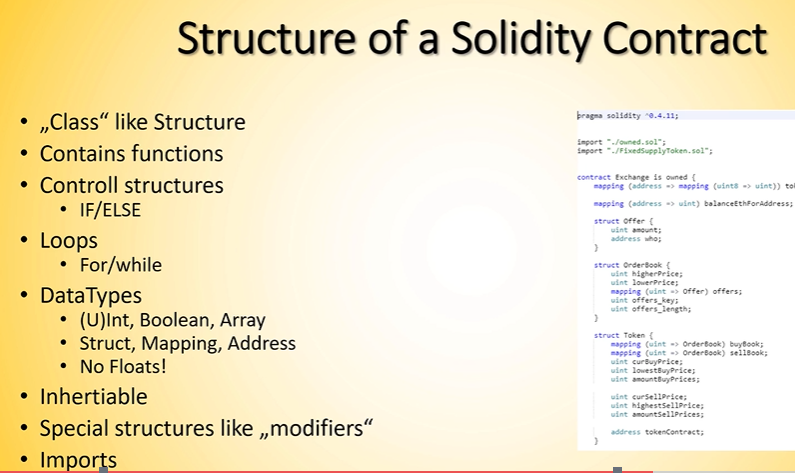 Structure of a Solidity Contract
• „Class“ like Structure
• Contains functions
• Controll structures
• IF/ELSE
• Loops
• For/while
• DataTypes
• (U)Int, Boolean, Array
• Struct, Mapping, Address
• No Floats!
• Inhertiable
• Special structures like „modifiers“
• Imports
pragma solidity ^0.4.11;
import "./owned.sol";
import "./FixedSupplyToken.sol";
contract Exchange is owned {
mapping (address => mapping (uint8 => uint)) tok
mapping (address => uint) balanceEthForAddress;
struct Offer {
uint amount;
address who;
}
struct OrderBook {
uint higherPrice;
uint lowerPrice;
mapping (uint => Offer) offers;
uint offers_key;
uint offers_length;
}
struct Token {
mapping (uint => OrderBook) buyBook;
mapping (uint => OrderBook) sellBook;
uint curBuyPrice;
uint lowestBuyPrice;
uint amountBuyPrices;
uint curSellPrice;
uint highestSellPrice;
uint amountSellPrices;
address tokenContract;
}